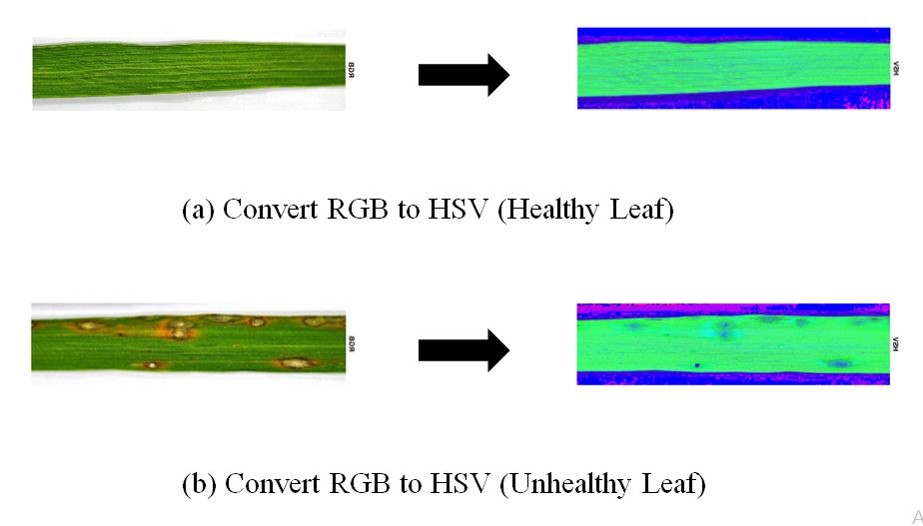 RGB
HSV
(a) Convert RGB to HSV (Healthy Leaf)
RGB
HSV
(b) Convert RGB to HSV (Unhealthy Leaf)